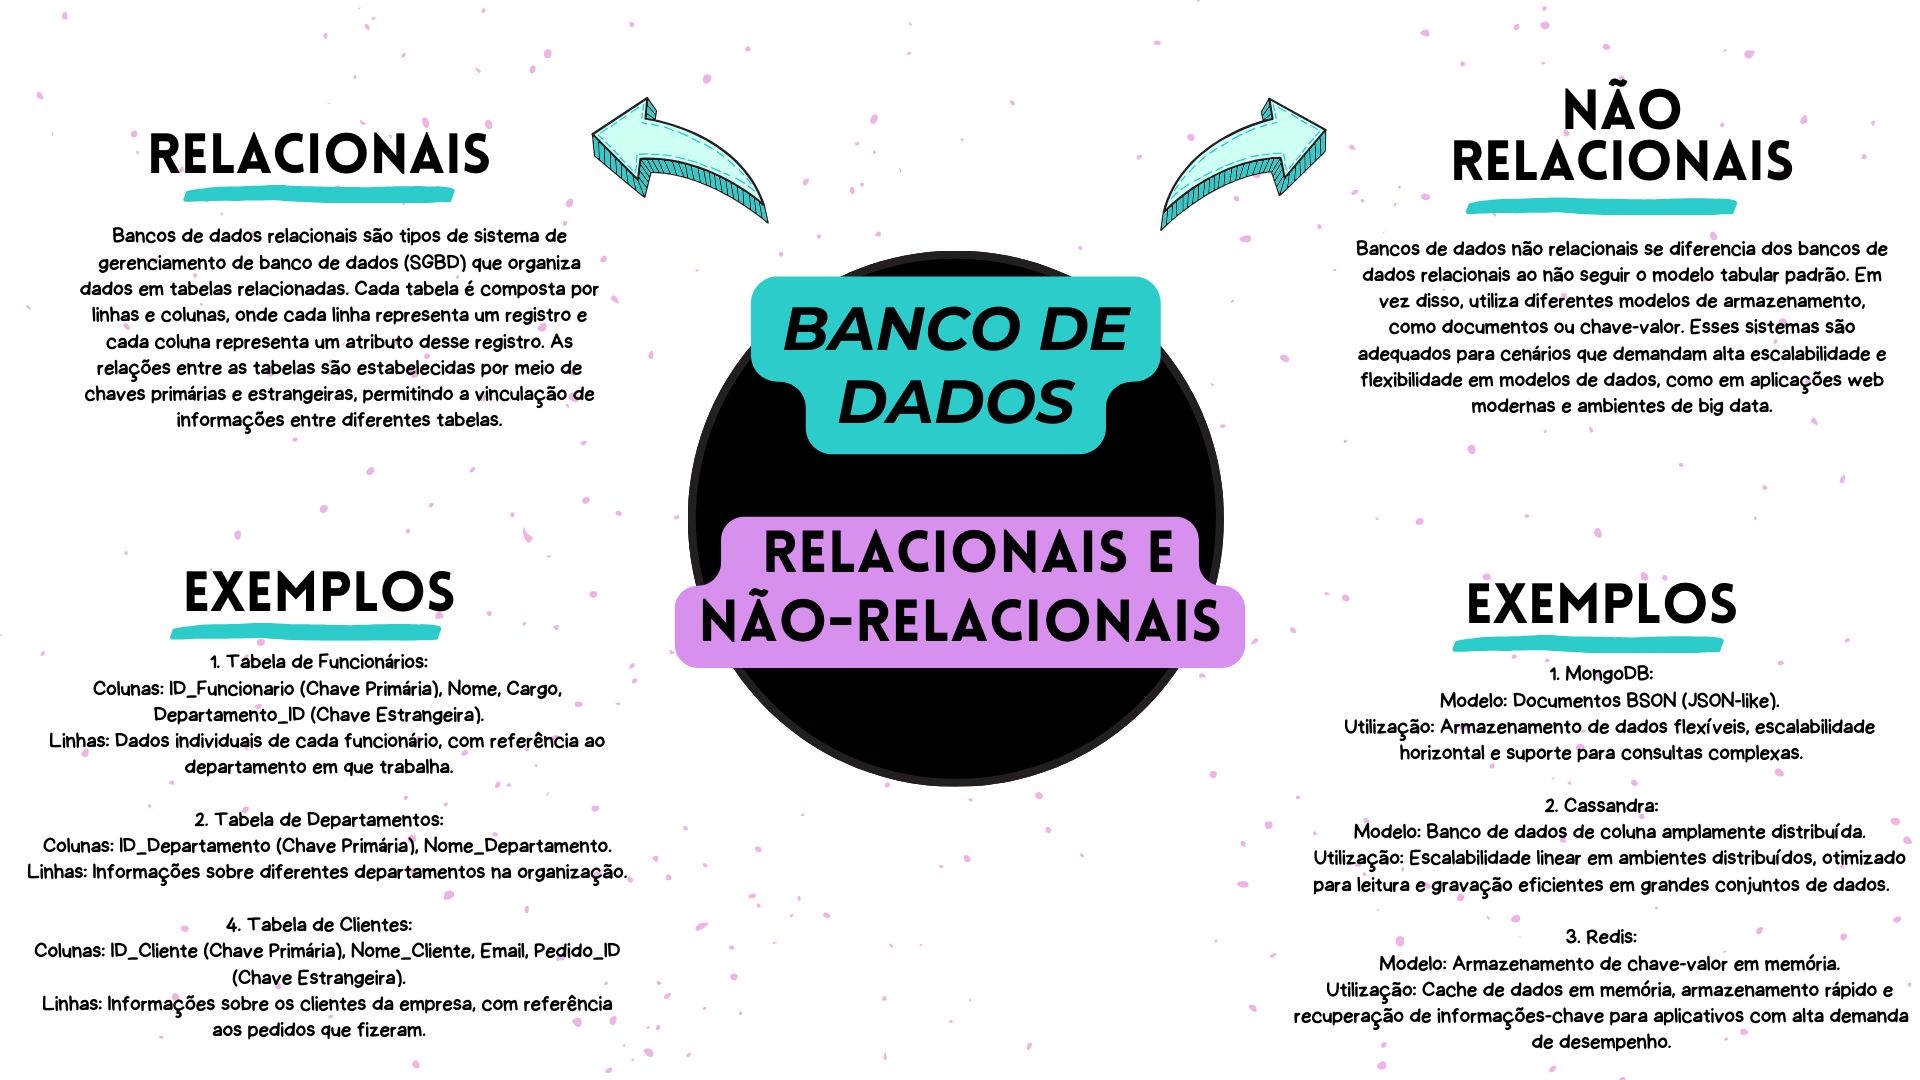 BANCO DE
DADOS
RELACIONAIS E
NÃO-RELACIONAIS
RELACIONAIS
Bancos de dados relacionais são tipos de sistema de
gerenciamento de banco de dados (SGBD) que organiza
dados em tabelas relacionadas. Cada tabela é composta por
linhas e colunas, onde cada linha representa um registro e
cada coluna representa um atributo desse registro. As
relações entre as tabelas são estabelecidas por meio de
chaves primárias e estrangeiras, permitindo a vinculação de
informações entre diferentes tabelas.
EXEMPLOS
1. Tabela de Funcionários:
Colunas: ID_Funcionario (Chave Primária), Nome, Cargo,
Departamento_ID (Chave Estrangeira).
Linhas: Dados individuais de cada funcionário, com referência ao
departamento em que trabalha.
2. Tabela de Departamentos:
Colunas: ID_Departamento (Chave Primária), Nome_Departamento.
Linhas: Informações sobre diferentes departamentos na organização.
4. Tabela de Clientes:
Colunas: ID_Cliente (Chave Primária), Nome_Cliente, Email, Pedido_ID
(Chave Estrangeira).
Linhas: Informações sobre os clientes da empresa, com referência
aos pedidos que fizeram.
NÃO
RELACIONAIS
Bancos de dados não relacionais se diferencia dos bancos de
dados relacionais ao não seguir o modelo tabular padrão. Em
vez disso, utiliza diferentes modelos de armazenamento,
como documentos ou chave-valor. Esses sistemas são
adequados para cenários que demandam alta escalabilidade e
flexibilidade em modelos de dados, como em aplicações web
modernas e ambientes de big data.
EXEMPLOS
1. MongoDB:
Modelo: Documentos BSON (JSON-like).
Utilização: Armazenamento de dados flexíveis, escalabilidade
horizontal e suporte para consultas complexas.
2. Cassandra:
Modelo: Banco de dados de coluna amplamente distribuída.
Utilização: Escalabilidade linear em ambientes distribuídos, otimizado
para leitura e gravação eficientes em grandes conjuntos de dados.
3. Redis:
Modelo: Armazenamento de chave-valor em memória.
Utilização: Cache de dados em memória, armazenamento rápido e
recuperação de informações-chave para aplicativos com alta demanda
de desempenho.